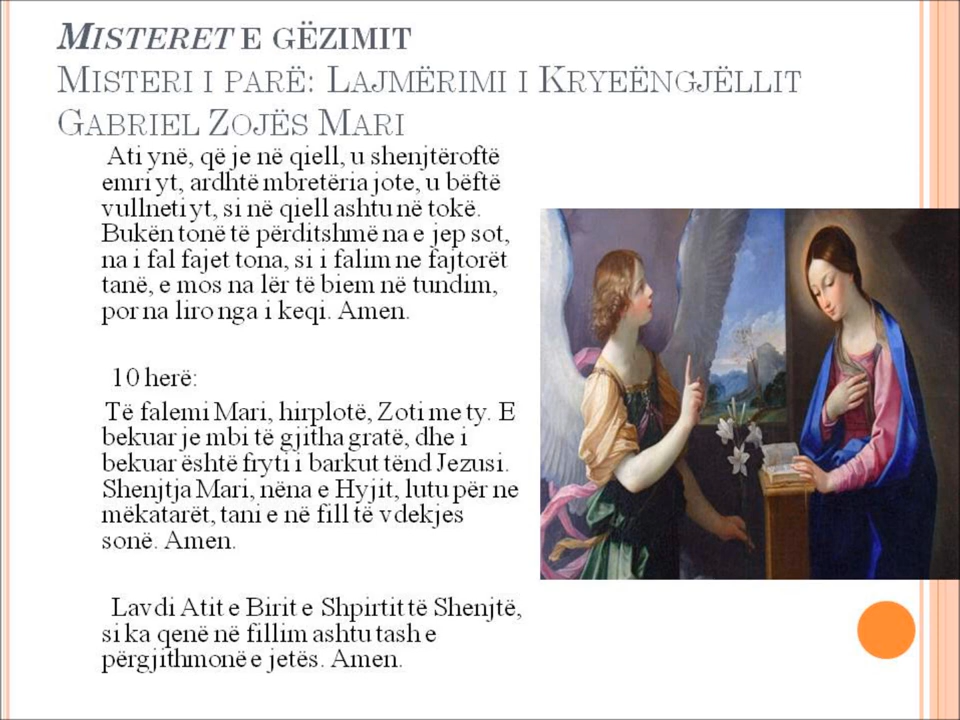 MISTERET E GËZIMIT
MISTERI I PARË: LAJMËRIMI I KRYEËNGJËLLIT
GABRIEL ZOJËS MARI
Ati ynë, që je në qiell, u shenjtëroftë
emri yt, ardhtë mbretëria jote, u bëftë
vullneti yt, si në qiell ashtu në tokë.
Bukën tonë të përditshmë na e jep sot,
na i fal fajet tona, si i falim ne fajtorët
tanë, e mos na lër të biem në tundim,
por na liro nga i keqi. Amen.
10 herë:
Të falemi Mari, hirplotë, Zoti me ty. E
bekuar je mbi të gjitha gratë, dhe i
bekuar është fryti i barkut tënd Jezusi.
Shenjtja Mari, nëna e Hyjit, lutu për ne
mëkatarët, tani e në fill të vdekjes
sonë. Amen.
Lavdi Atit e Birit e Shpirtit të Shenjtë,
si ka qenë në fillim ashtu tash e
përgjithmonë e jetës. Amen.